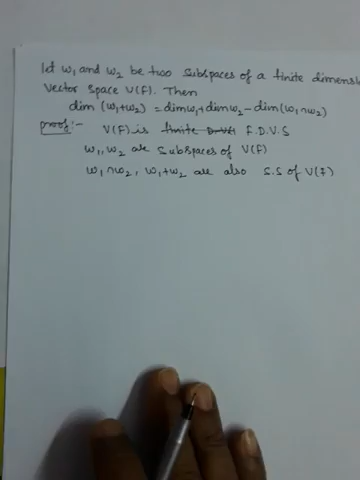 let W₁ and W₂ be two subspaces of a finite dimensi
Vector space V(F). Then
dim (W₁+W₂) = dimW₁+dimW₂-dim(W₁∩W₂)
proof:- V(F) is finite F.D.V.S
W₁, W₂ are subspaces of V(F)
W₁∩W₂, W₁+W₂ are also S.S of V(F)